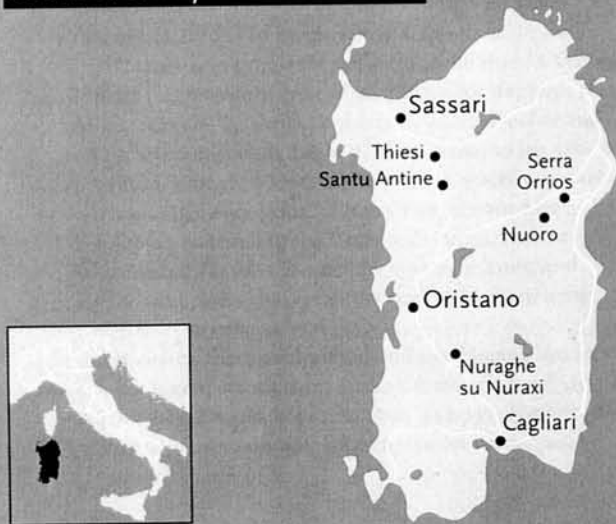 Sassari
Thiesi
Santu Antine
Serra
Orrios
Nuoro
Oristano
Nuraghe
su Nuraxi
Cagliari